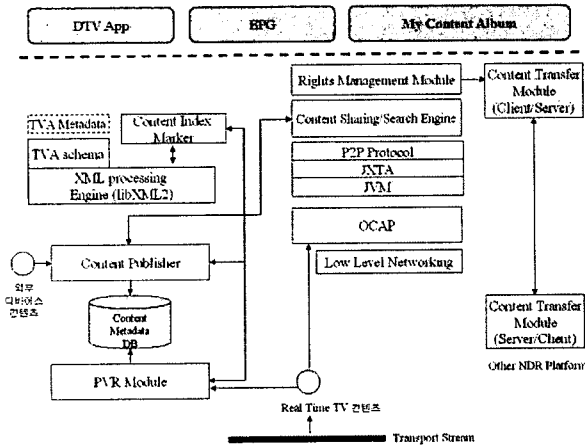 DTV App
EPG
My Content Album
Rights Management Module
Content Transfer
Module
(Client/Server)
TVA Metadata
Content Index
Marker
Content Sharing/Search Engine
TVA schema
XML processing
Engine (libXML2)
P2P Protocol
JXTA
JVM
OCAP
Low Level Networking
Content Publisher
외부
디바이스
컨텐츠
Content
Metadata
DB
Content Transfer
Module
(Server/Client)
Other NDR Platform
PVR Module
Real Time TV 컨텐츠
Transport Stream